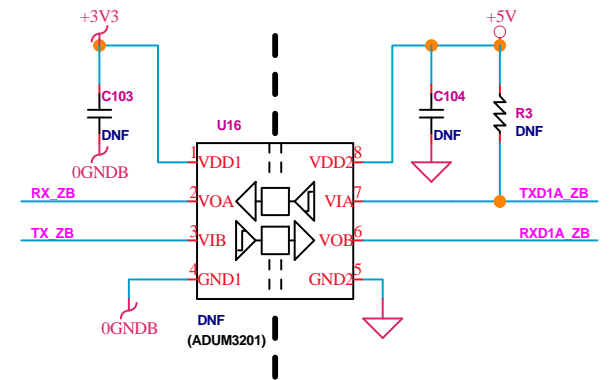 +3V3
+5V
C103
DNF
0GNDB
U16
C104
DNF
R3
DNF
1
VDD1
VDD2
8
RX_ZB
2
VOA
VIA
7
TXD1A_ZB
TX_ZB
3
VIB
VOB
6
RXD1A_ZB
4
GND1
GND2
5
0GNDB
DNF
(ADUM3201)